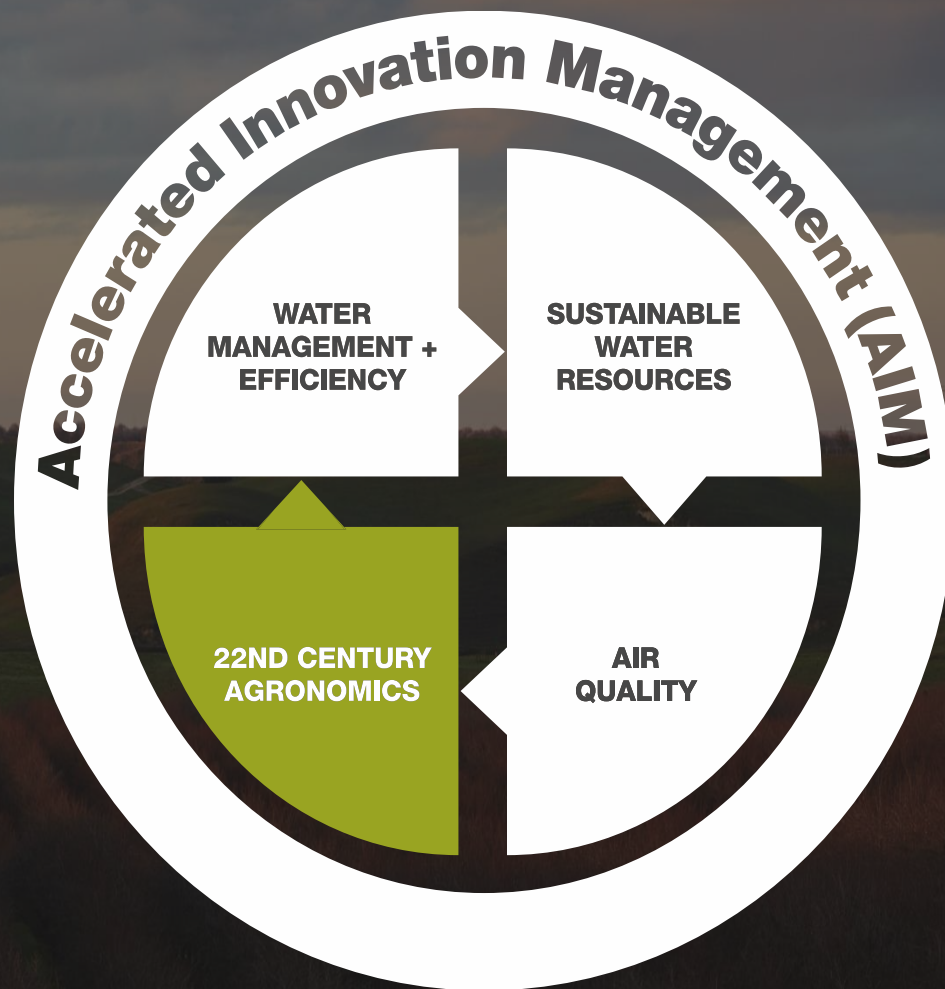 Accelerated Innovation Management (AIM)
WATER
MANAGEMENT +
EFFICIENCY
SUSTAINABLE
WATER
RESOURCES
22ND CENTURY
AGRONOMICS
AIR
QUALITY